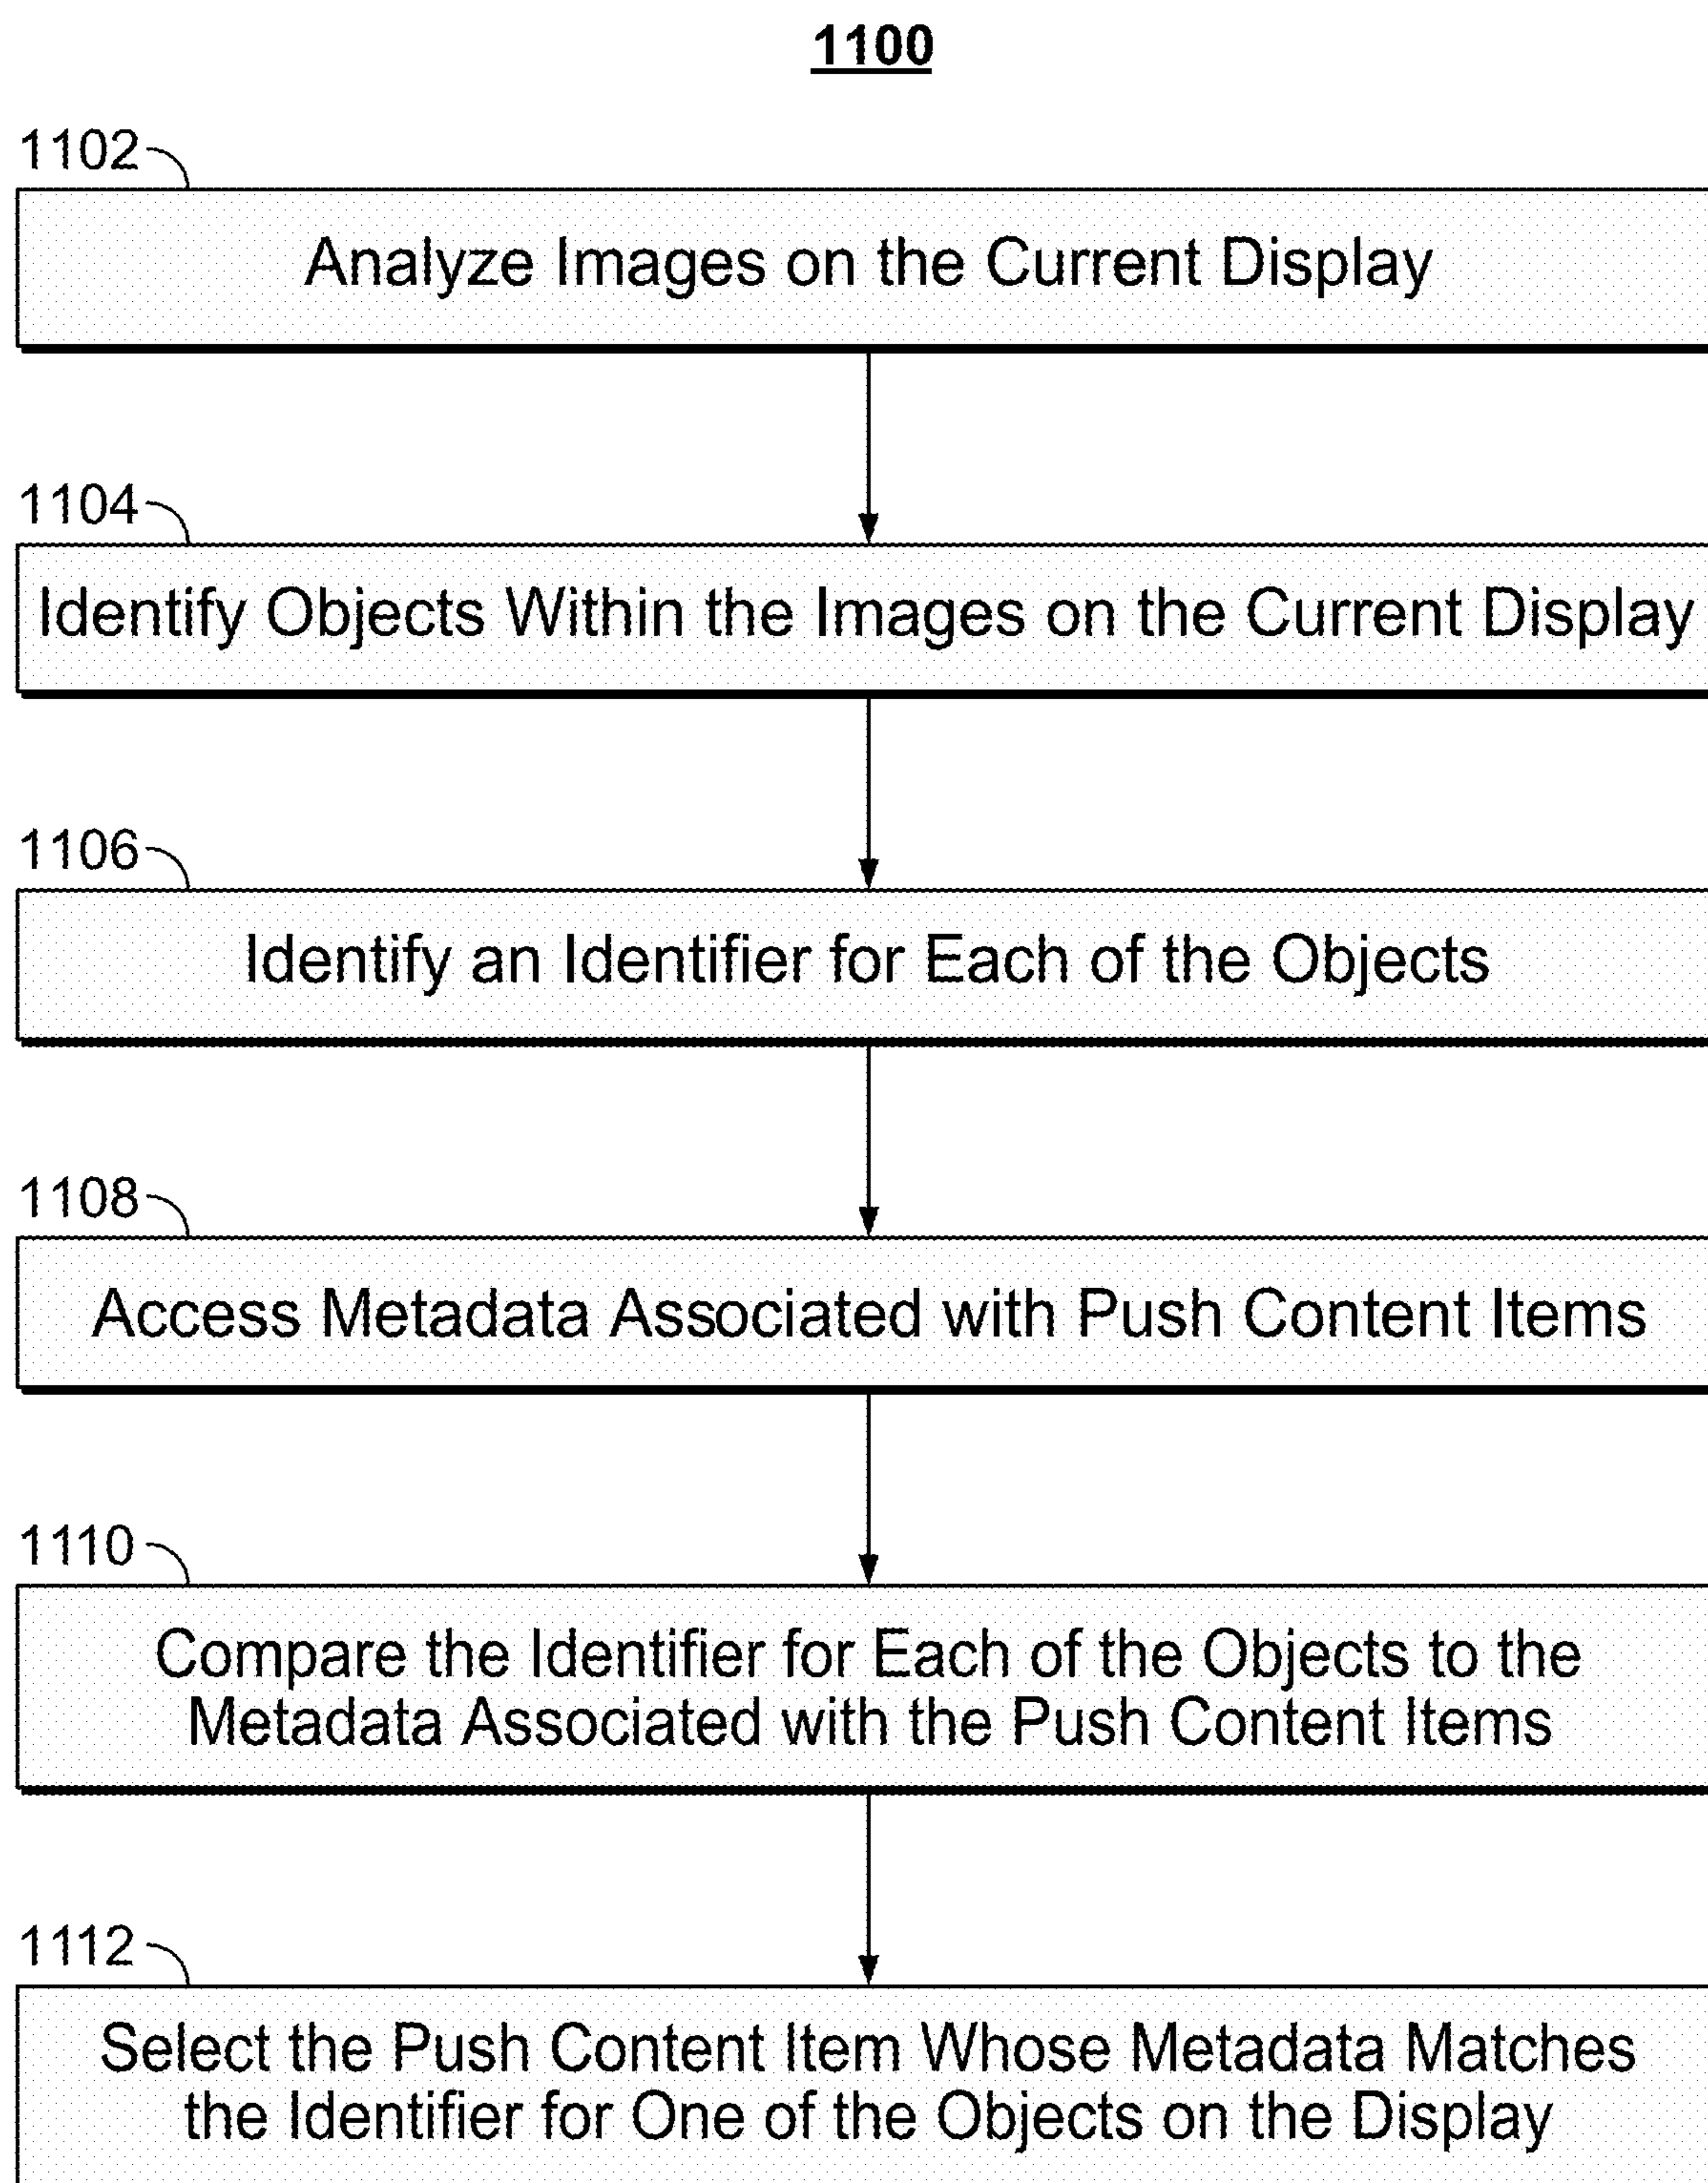 1100
1102
Analyze Images on the Current Display
1104
Identify Objects Within the Images on the Current Display
1106
Identify an Identifier for Each of the Objects
1108
Access Metadata Associated with Push Content Items
1110
Compare the Identifier for Each of the Objects to the
Metadata Associated with the Push Content Items
1112
Select the Push Content Item Whose Metadata Matches
the Identifier for One of the Objects on the Display